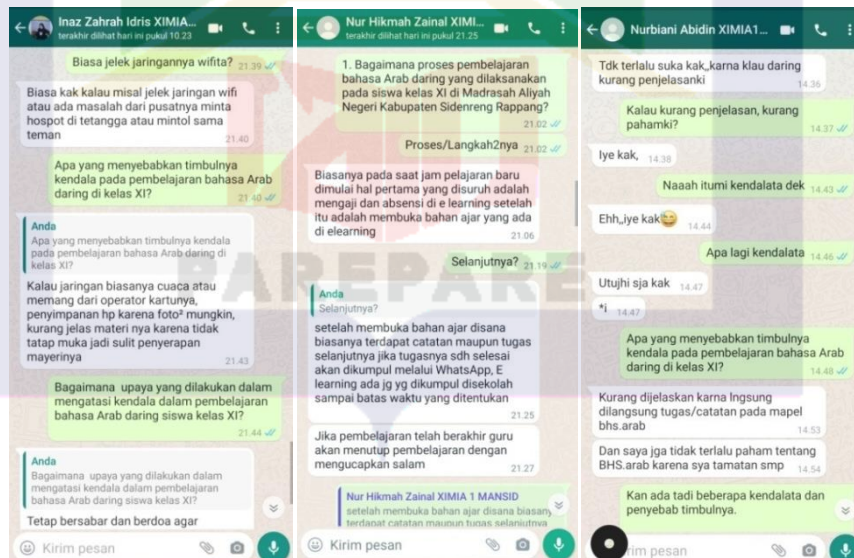 Inaz Zahrah Idris XIMIA...
terakhir dilihat hari ini pukul 10.23
Biasa jelek jaringannya wifita? 21.39
Biasa kak kalau misal jelek jaringan wifi
atau ada masalah dari pusatnya minta
hospot di tetangga atau mintol sama
teman
21.40
Apa yang menyebabkan timbulnya
kendala pada pembelajaran bahasa Arab
daring di kelas XI?
21.40
Anda
Apa yang menyebabkan timbulnya kendala
pada pembelajaran bahasa Arab daring di
kelas XI?
Kalau jaringan biasanya cuaca atau
memang dari operator kartunya,
penyimpanan hp karena foto² mungkin,
kurang jelas materi nya karena tidak
tatap muka jadi sulit penyerapan
mayerinya
21.43
Bagaimana upaya yang dilakukan dalam
mengatasi kendala dalam pembelajaran
bahasa Arab daring siswa kelas XI?
21.44
Anda
Bagaimana upaya yang dilakukan dalam
mengatasi kendala dalam pembelajaran
bahasa Arab daring siswa kelas XI?
Tetap bersabar dan berdoa agar
Kirim pesan
Nur Hikmah Zainal XIMI...
terakhir dilihat hari ini pukul 21.25
1. Bagaimana proses pembelajaran
bahasa Arab daring yang dilaksanakan
pada siswa kelas XI di Madrasah Aliyah
Negeri Kabupaten Sidenreng Rappang?
21.02
Proses/Langkah2nya 21.02
Biasanya pada saat jam pelajaran baru
dimulai hal pertama yang disuruh adalah
mengaji dan absensi di e learning setelah
itu adalah membuka bahan ajar yang ada
di elearning
21.06
Selanjutnya? 21.19
Anda
Selanjutnya?
setelah membuka bahan ajar disana
biasanya terdapat catatan maupun tugas
selanjutnya jika tugasnya sdh selesai
akan dikumpul melalui WhatsApp, E
learning ada jg yg dikumpul disekolah
sampai batas waktu yang ditentukan
21.25
Jika pembelajaran telah berakhir guru
akan menutup pembelajaran dengan
mengucapkan salam
21.27
Nur Hikmah Zainal XIMIA 1 MANSID
setelah membuka bahan ajar disana biasany
terdapat catatan maupun tugas selanjutnya
Kirim pesan
Nurbiani Abidin XIMIA1...
Tdk terlalu suka kak,,karna klau daring
kurang penjelasanki
14.36
Kalau kurang penjelasan, kurang
pahamki?
14.37
Iye kak, 14.38
Naaah itumi kendalata dek 14.43
Ehh,,iye kak😅 14.44
Apa lagi kendalata 14.46
Utujhi sja kak 14.47
*i 14.47
Apa yang menyebabkan timbulnya
kendala pada pembelajaran bahasa Arab
daring di kelas XI?
14.48
Kurang dijelaskan karna lngsung
dilangsung tugas/catatan pada mapel
bhs.arab
14.53
Dan saya jga tidak terlalu paham tentang
BHS.arab karena sya tamatan smp
14.54
Kan ada tadi beberapa kendalata dan
penyebab timbulnya.
rim pesan
PAREPARE